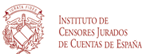 INSTITUTO DE
CENSORES JURADOS
DE CUENTAS DE ESPAÑA